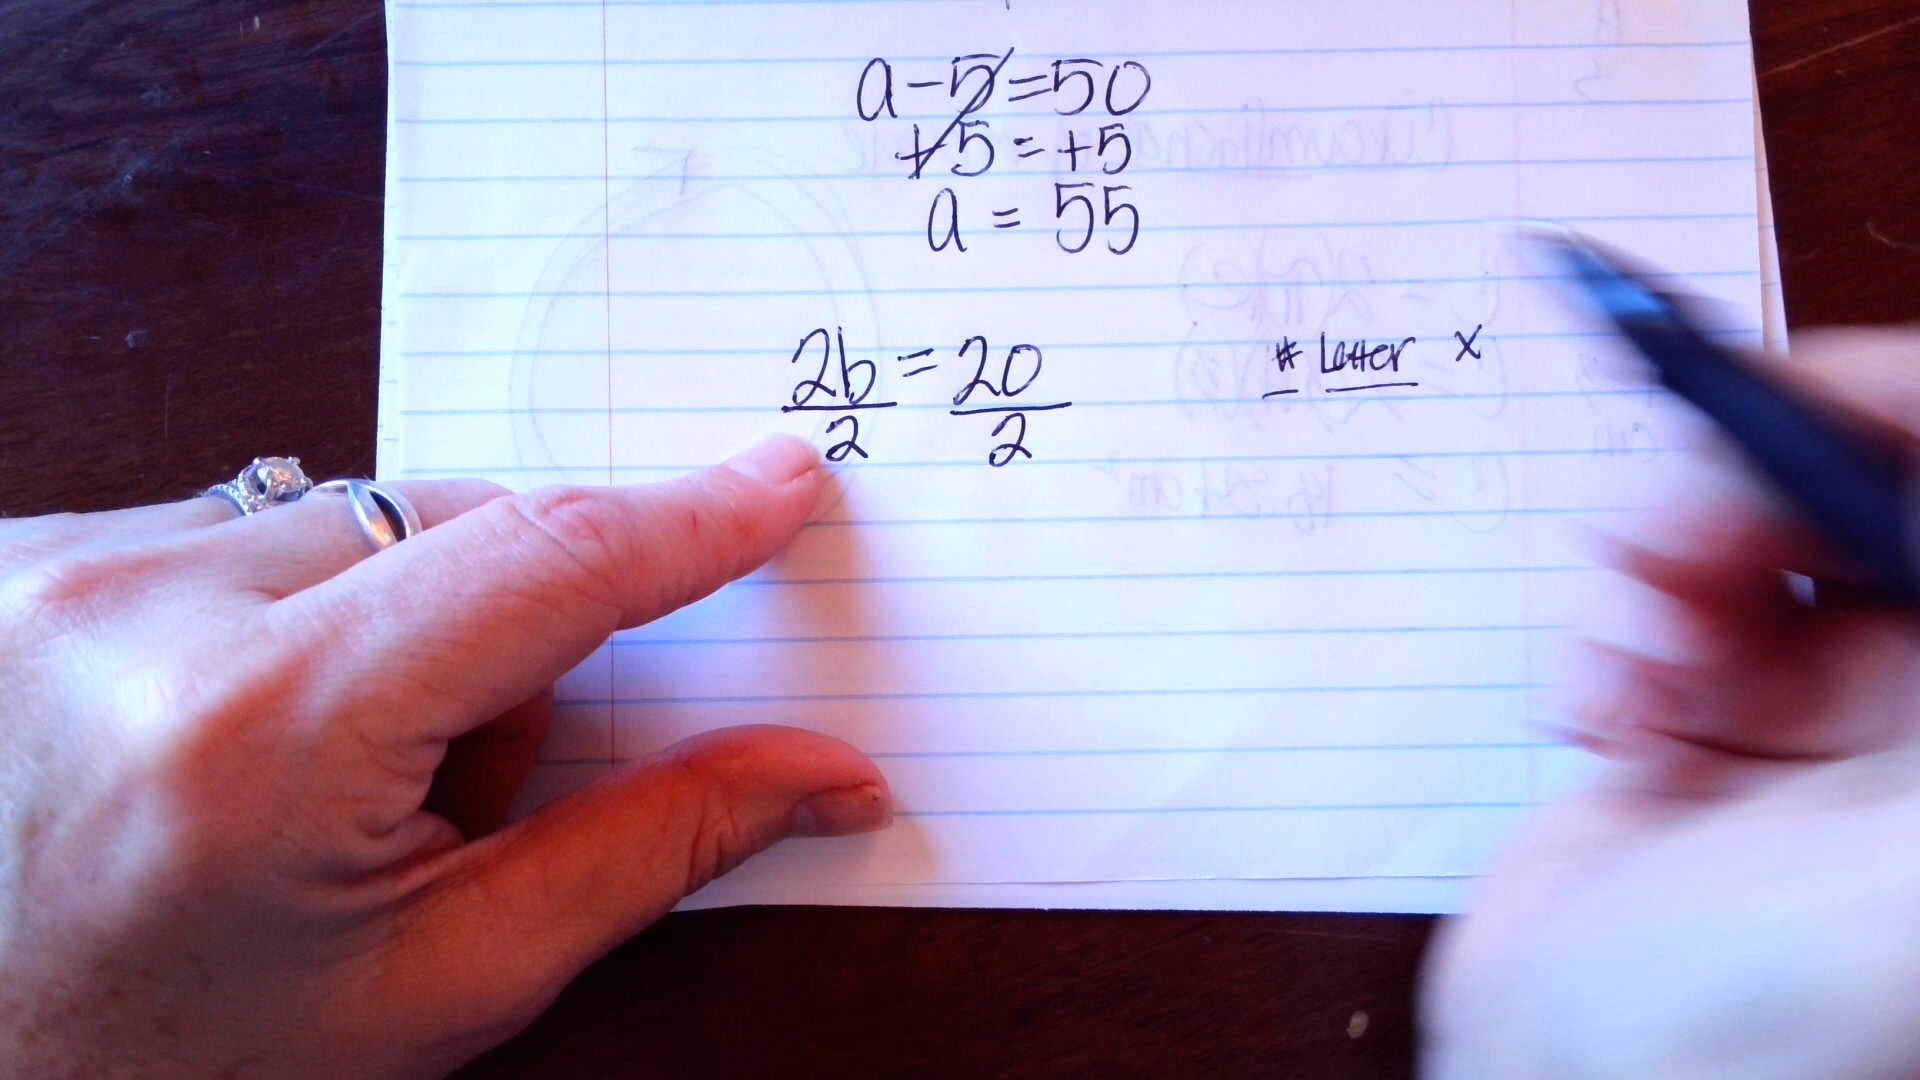 a - 5 = 50
+5 = +5
a = 55
2b = 20 # Letter x
2 2